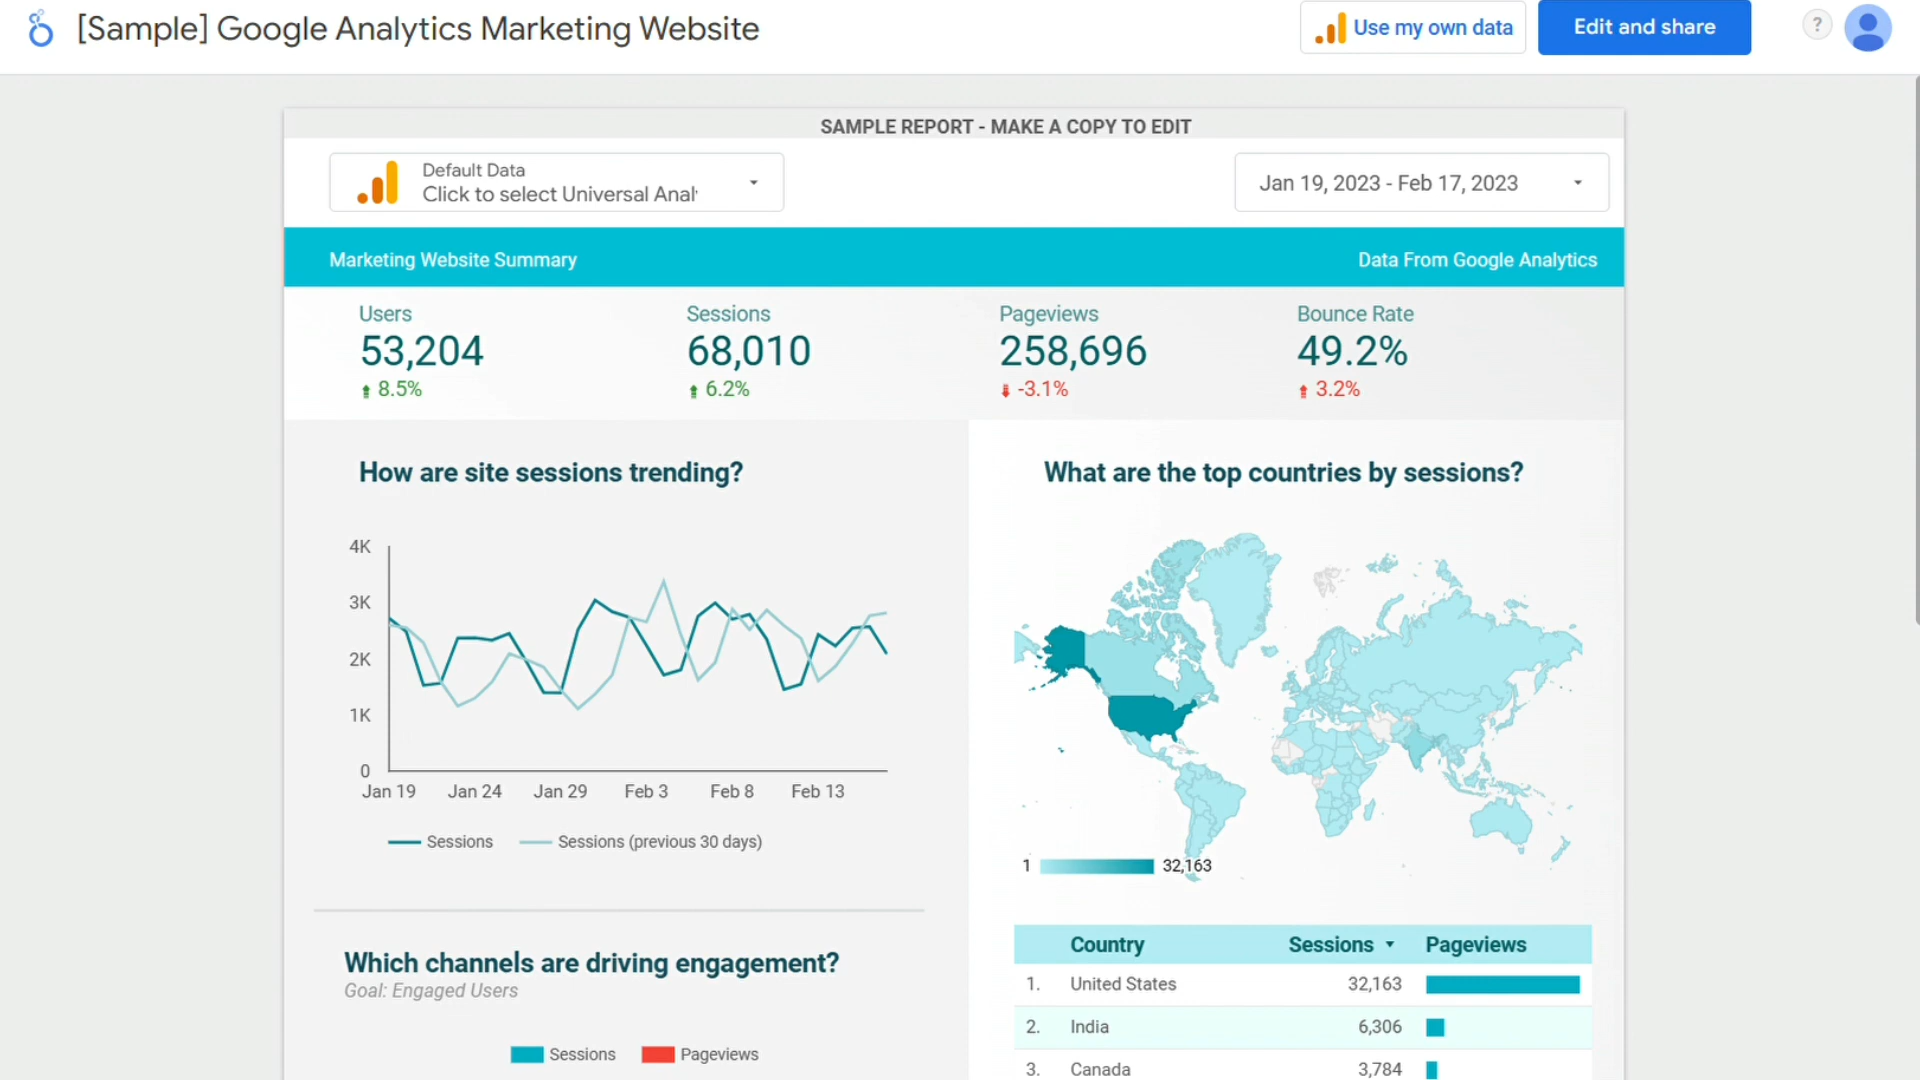 [Sample] Google Analytics Marketing Website
Use my own data
Edit and share
?
SAMPLE REPORT - MAKE A COPY TO EDIT
Default Data
Click to select Universal Anal
Jan 19, 2023 - Feb 17, 2023
Marketing Website Summary
Data From Google Analytics
Users
53,204
8.5%
Sessions
68,010
6.2%
Pageviews
258,696
-3.1%
Bounce Rate
49.2%
3.2%
How are site sessions trending?
4K
3K
2K
1K
0
Jan 19 Jan 24 Jan 29 Feb 3 Feb 8 Feb 13
Sessions Sessions (previous 30 days)
Which channels are driving engagement?
Goal: Engaged Users
Sessions Pageviews
What are the top countries by sessions?
1 32,163
Country Sessions Pageviews
1. United States 32,163
2. India 6,306
3. Canada 3,784